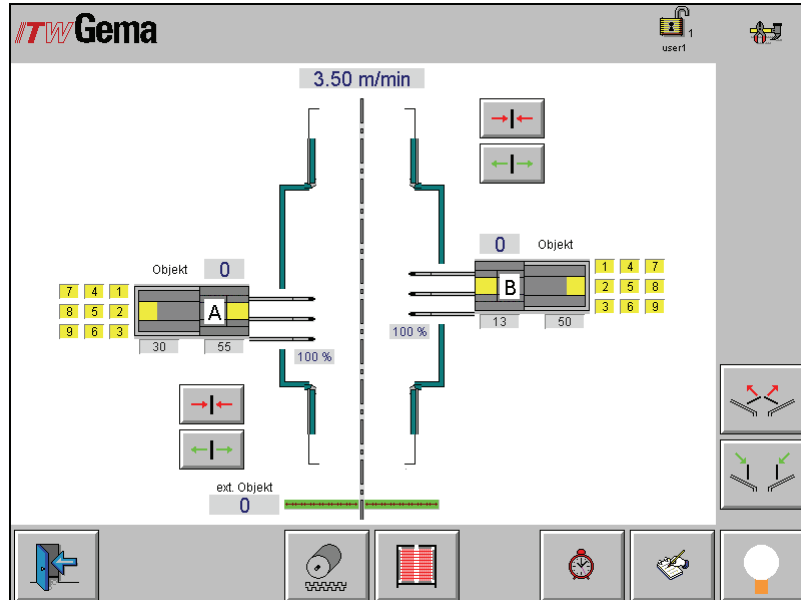 ITW Gema
1
user1
3.50 m/min
0 Objekt
Objekt 0
1 4 7
2 5 8
3 6 9
B
7 4 1
8 5 2
9 6 3
A
13 50
30 55
100 %
100 %
ext. Objekt
0